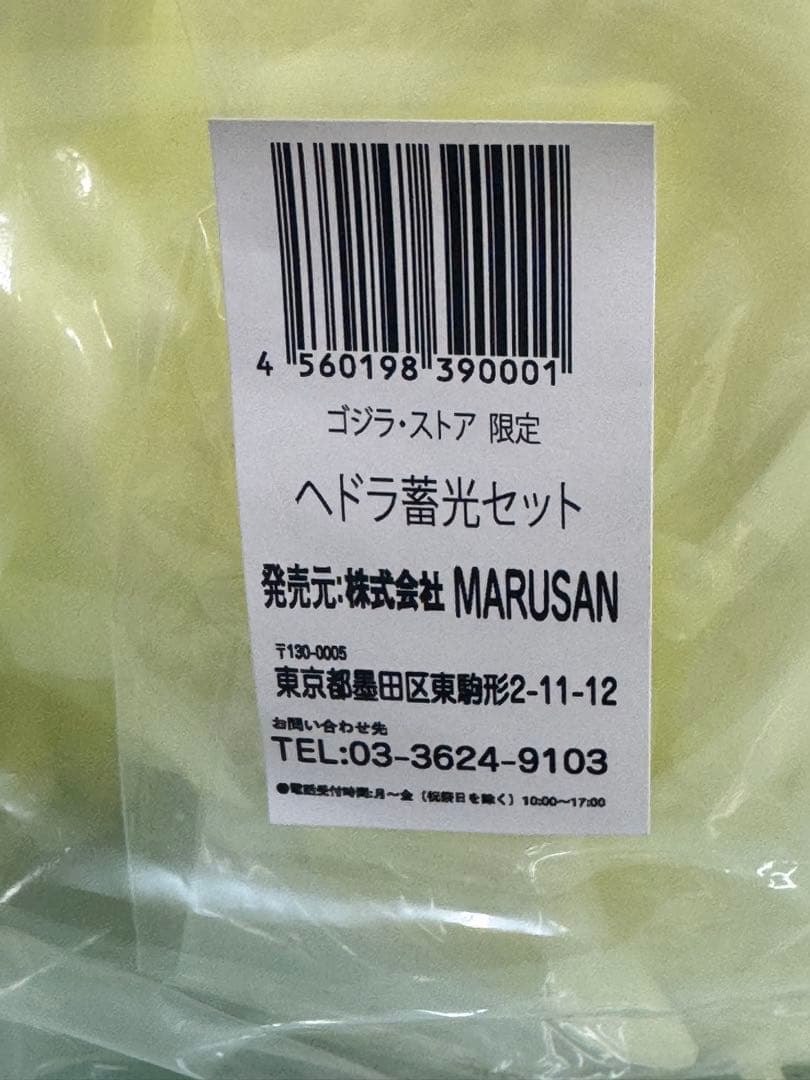 4 560198 390001
ゴジラ・ストア 限定
ヘドラ蓄光セット
発売元:株式会社 MARUSAN
〒130-0005
東京都墨田区東駒形2-11-12
お問い合わせ先
TEL:03-3624-9103
●電話受付時間:月〜金（祝祭日を除く）10:00〜17:00